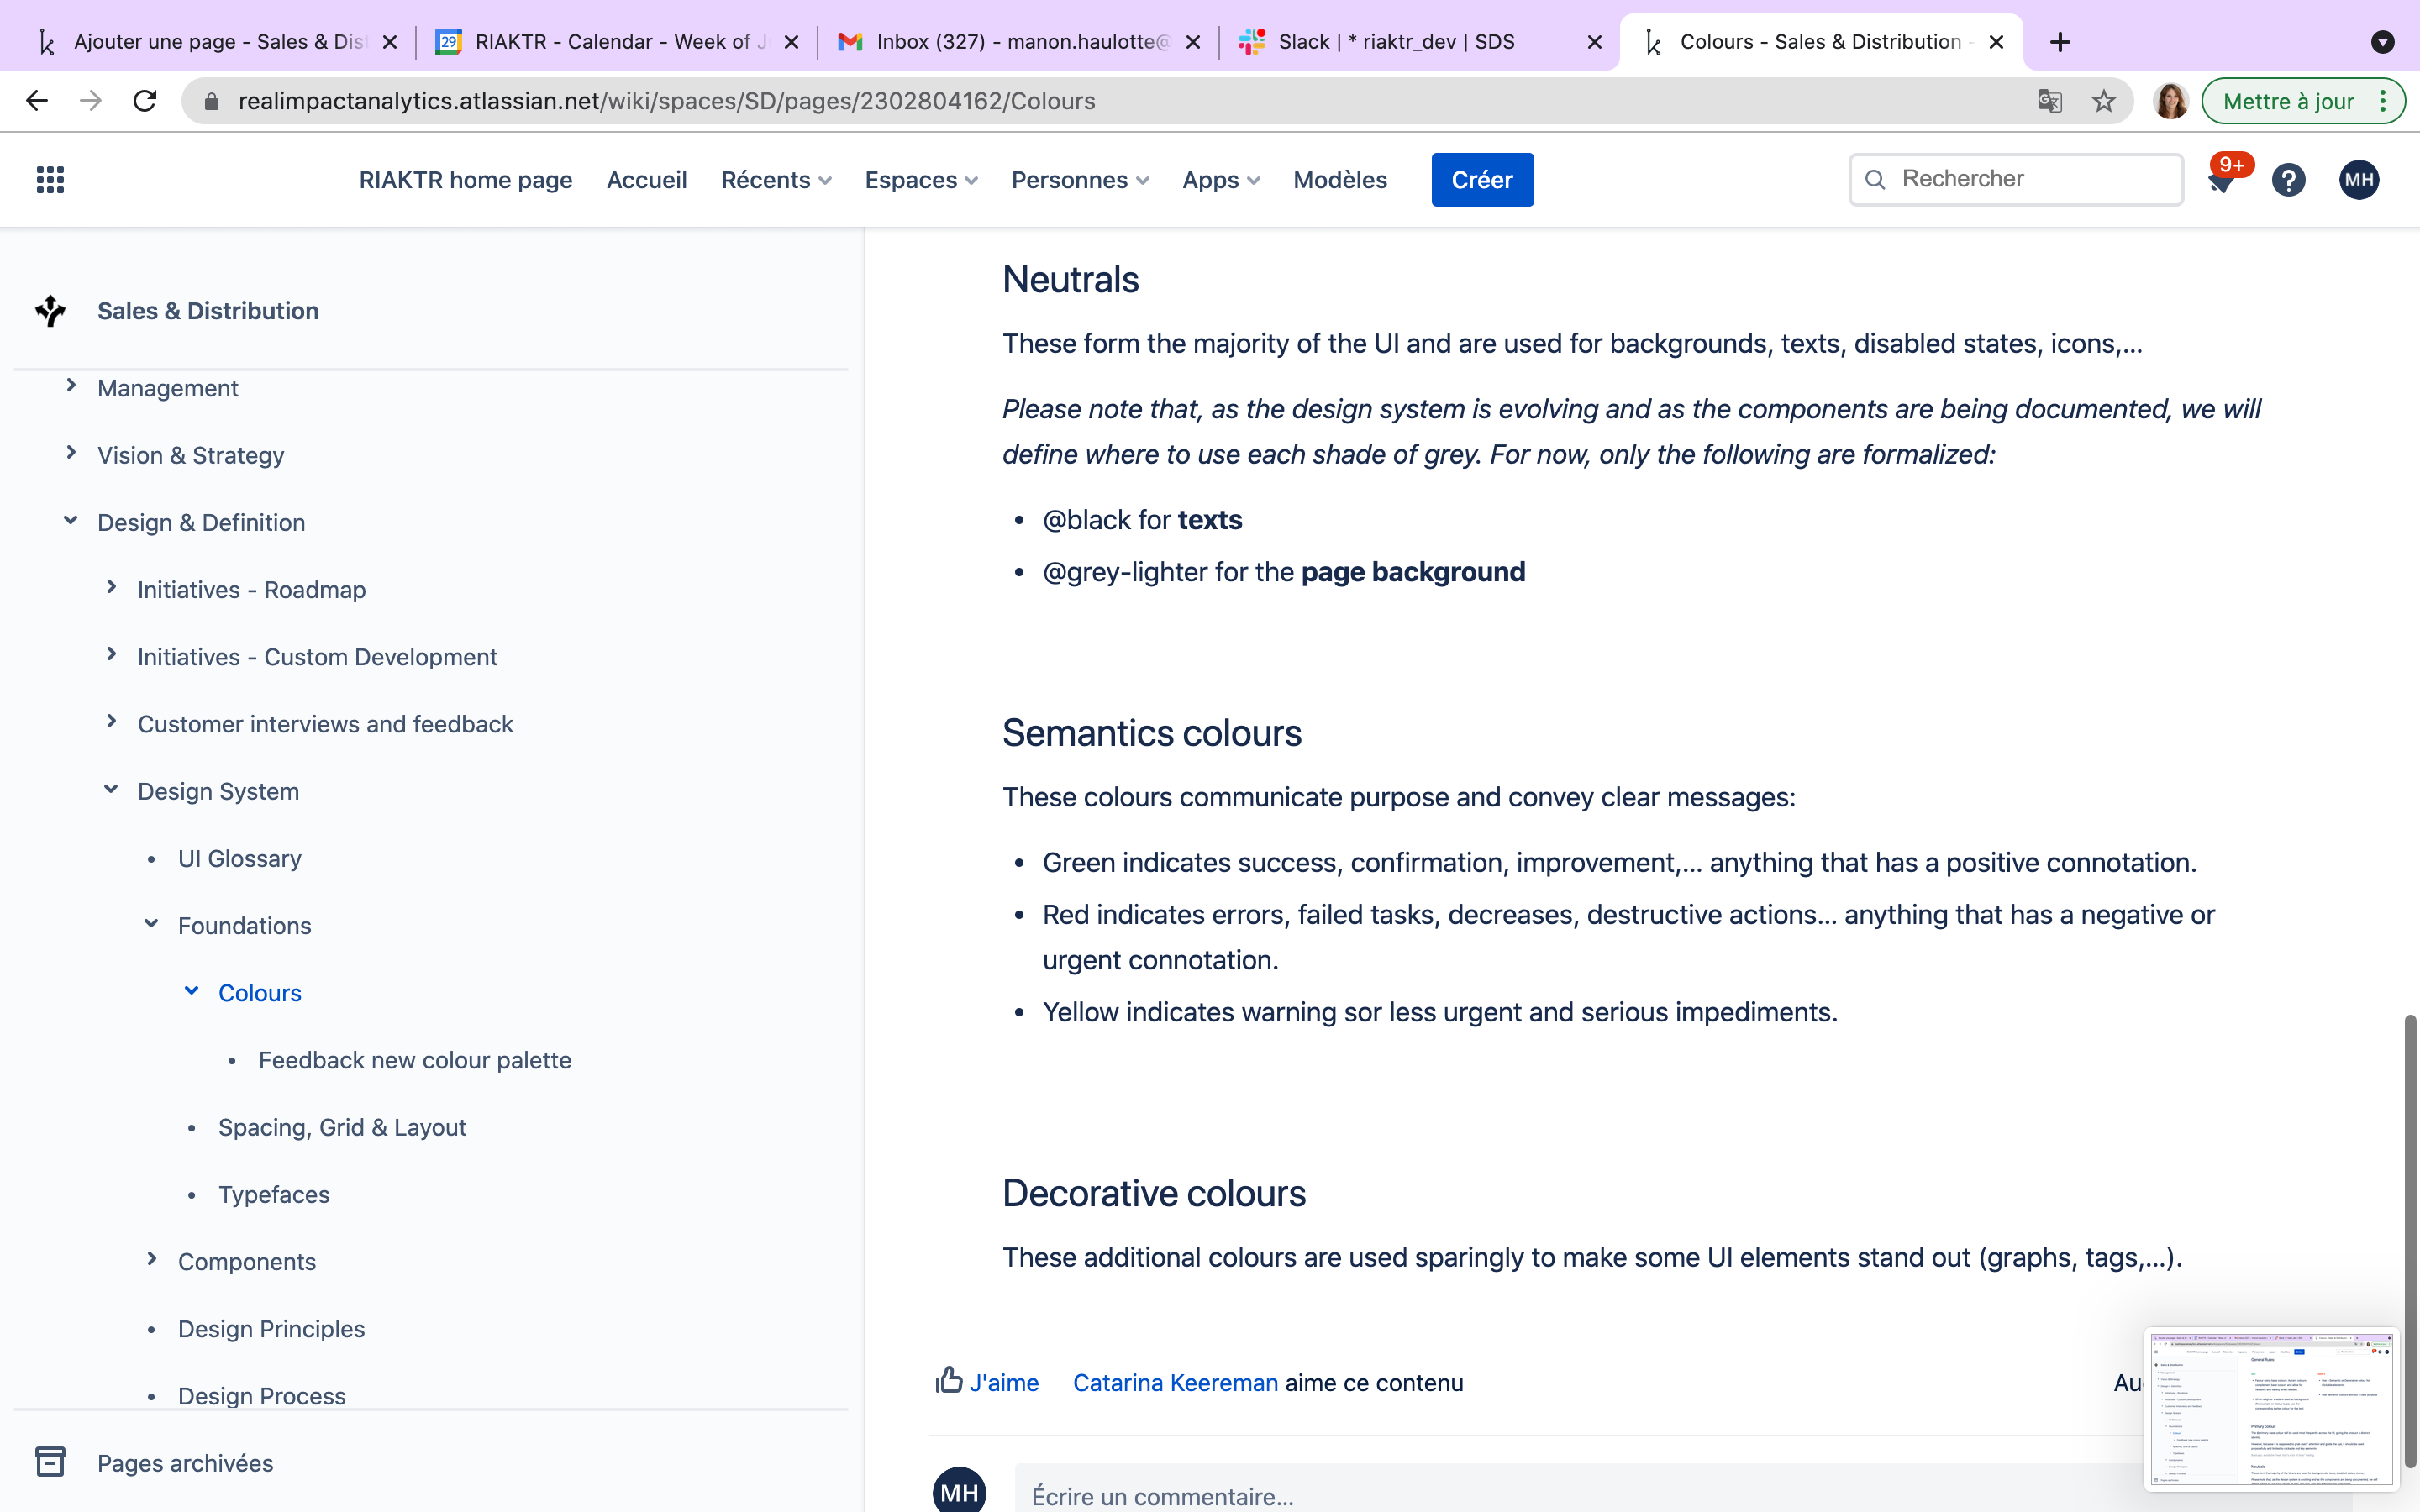 Ajouter une page - Sales & Dis
RIAKTR - Calendar - Week of J
Inbox (327) - manon.haulotte@
Slack | * riaktr_dev | SDS
Colours - Sales & Distribution -
realimpactanalytics.atlassian.net/wiki/spaces/SD/pages/2302804162/Colours
Mettre à jour
RIAKTR home page
Accueil
Récents
Espaces
Personnes
Apps
Modèles
Créer
Rechercher
9+
MH
Sales & Distribution
Management
Vision & Strategy
Design & Definition
Initiatives - Roadmap
Initiatives - Custom Development
Customer interviews and feedback
Design System
UI Glossary
Foundations
Colours
Feedback new colour palette
Spacing, Grid & Layout
Typefaces
Components
Design Principles
Design Process
Pages archivées
Neutrals
These form the majority of the UI and are used for backgrounds, texts, disabled states, icons,...
Please note that, as the design system is evolving and as the components are being documented, we will
define where to use each shade of grey. For now, only the following are formalized:
@black for texts
@grey-lighter for the page background
Semantics colours
These colours communicate purpose and convey clear messages:
Green indicates success, confirmation, improvement,... anything that has a positive connotation.
Red indicates errors, failed tasks, decreases, destructive actions... anything that has a negative or
urgent connotation.
Yellow indicates warning sor less urgent and serious impediments.
Decorative colours
These additional colours are used sparingly to make some UI elements stand out (graphs, tags,...).
J'aime
Catarina Keereman aime ce contenu
MH
Écrire un commentaire...